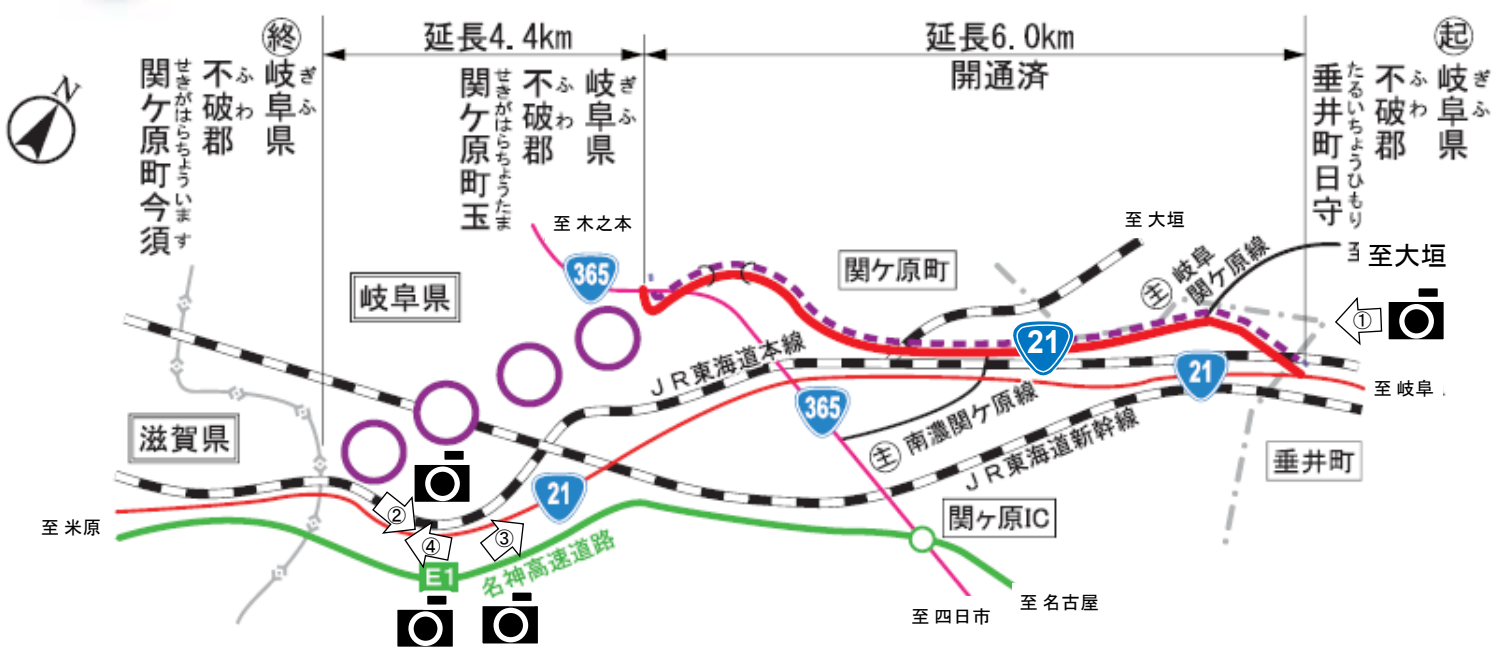 終
延長4.4km
延長6.0km
開通済
起
N
岐阜県
ぎふ
不破郡
ふわ
関ケ原町今須
せきがはらちょういます
岐阜県
ぎふ
不破郡
ふわ
関ケ原町玉
せきがはらちょうたま
岐阜県
ぎふ
不破郡
ふわ
垂井町日守
たるいちょうひもり
至 木之本
至 大垣
至大垣
365
岐阜県
関ケ原町
主 岐阜
関ケ原線
①
21
JR東海道本線
21
至 岐阜
365
主 南濃関ケ原線
JR東海道新幹線
滋賀県
垂井町
21
関ヶ原IC
至 米原
②
③
④
E1
名神高速道路
至 名古屋
至 四日市